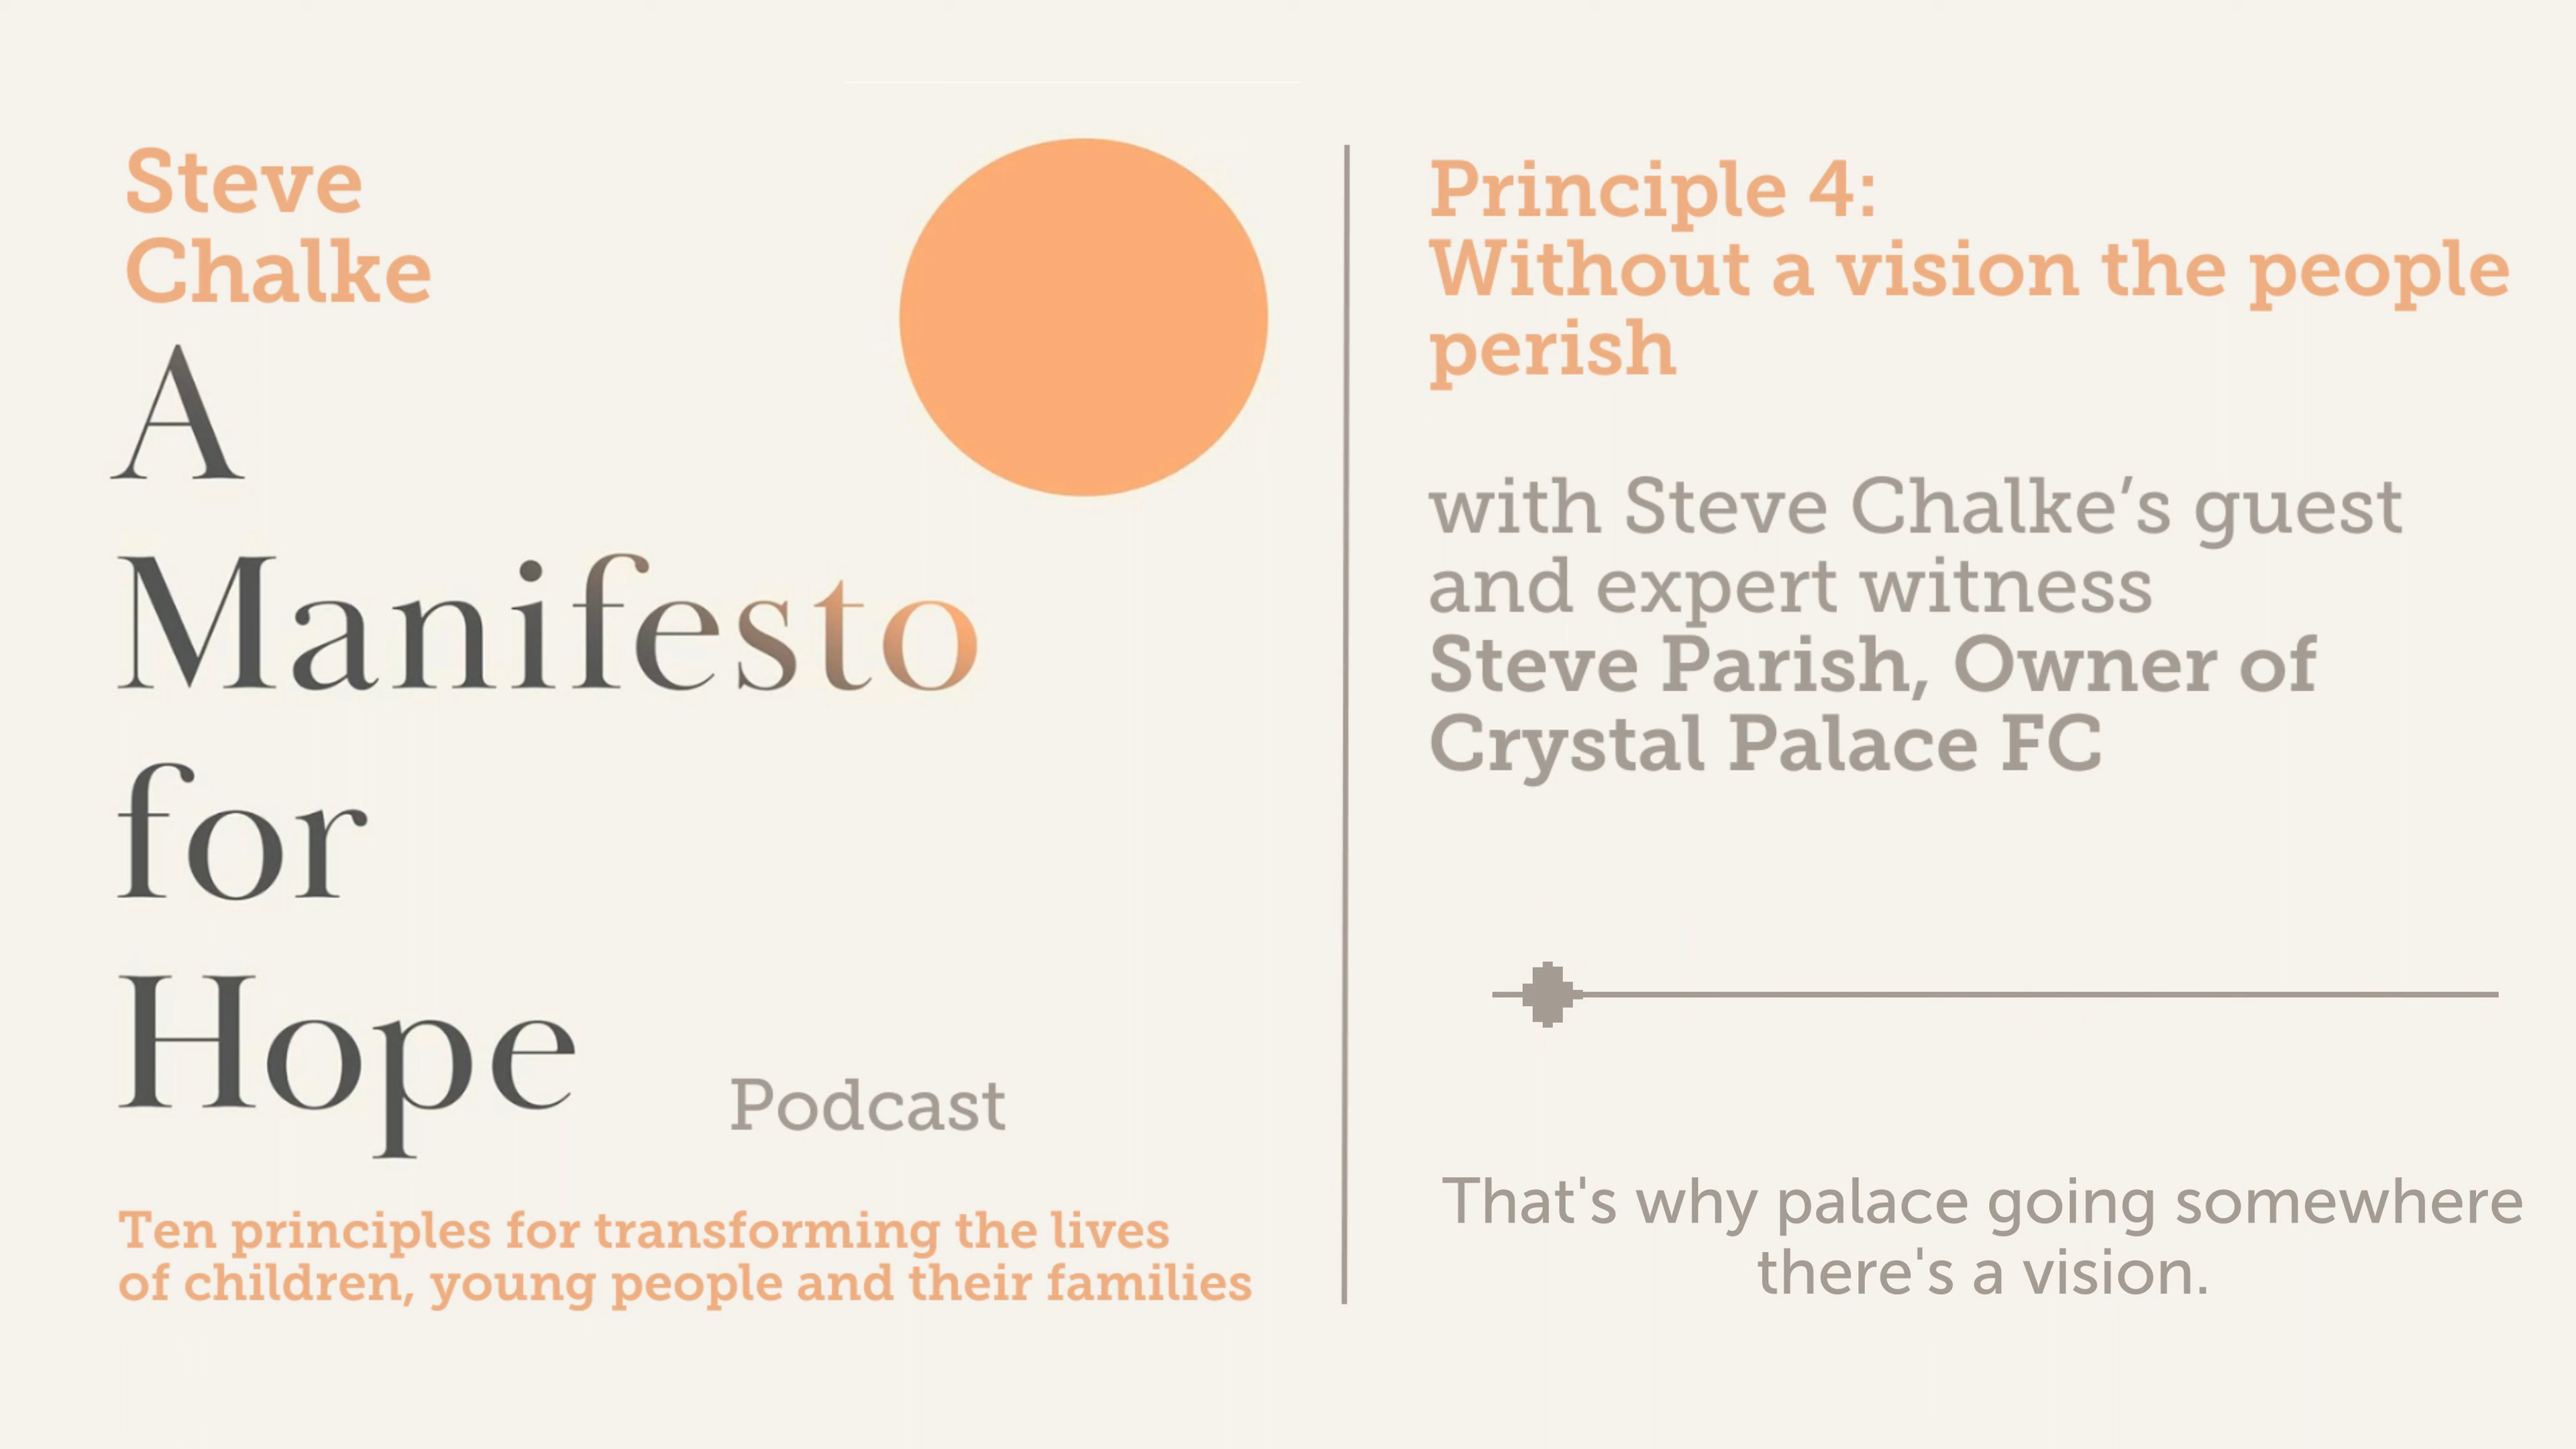 Steve
Chalke
A
Manifesto
for
Hope
Podcast
Ten principles for transforming the lives
of children, young people and their families
Principle 4:
Without a vision the people
perish
with Steve Chalke’s guest
and expert witness
Steve Parish, Owner of
Crystal Palace FC
That's why palace going somewhere
there's a vision.